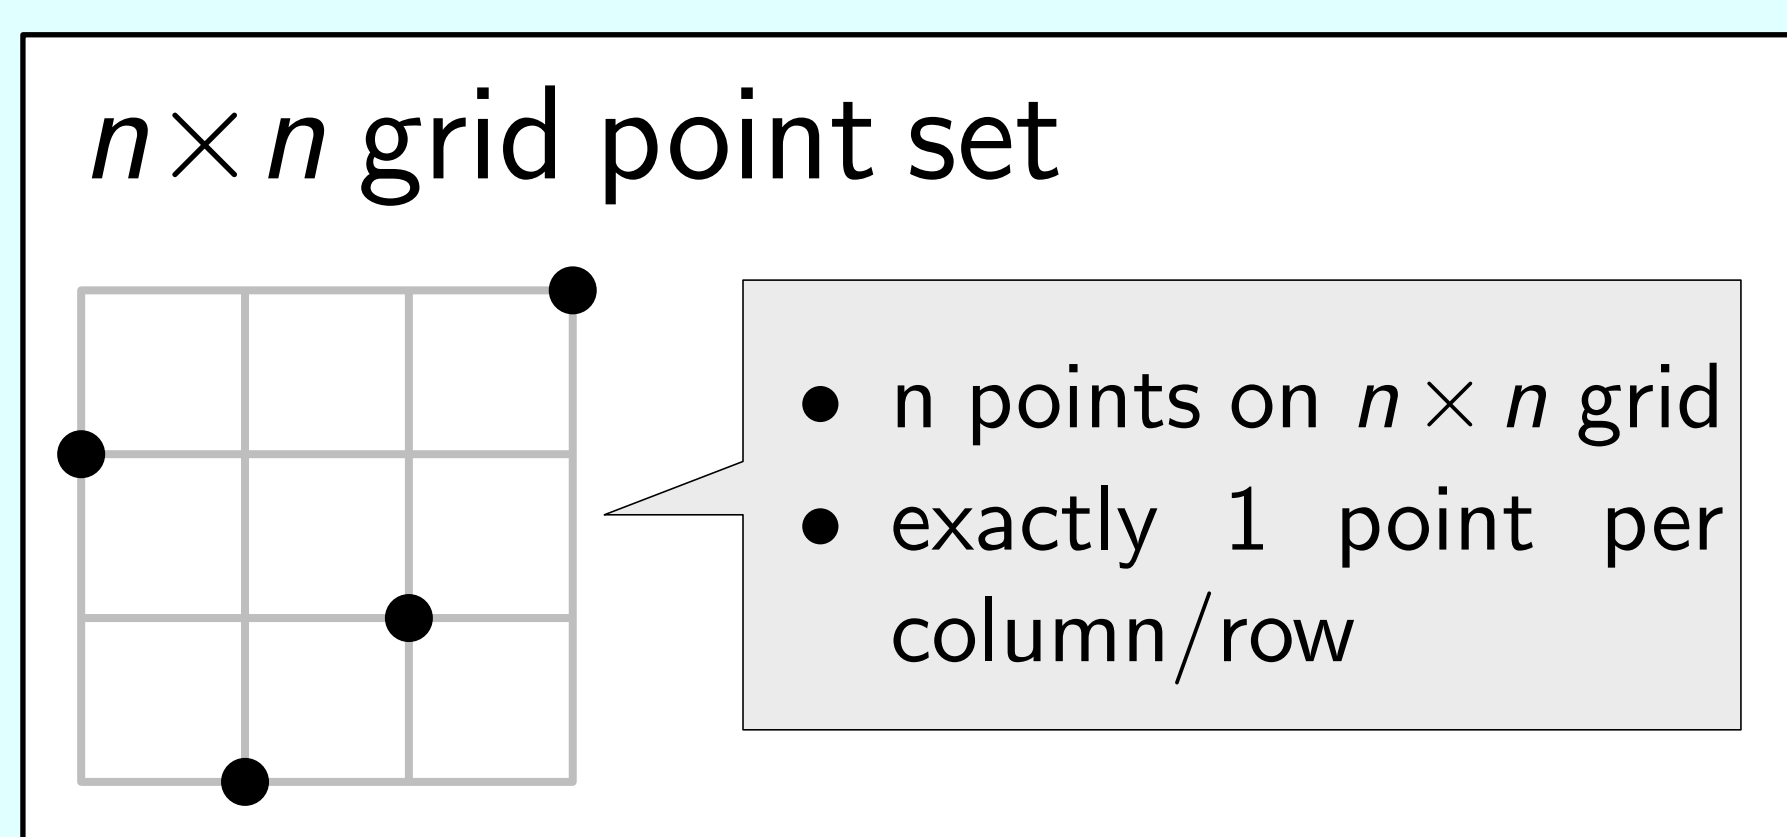 n × n grid point set
• n points on n × n grid
• exactly 1 point per
column/row